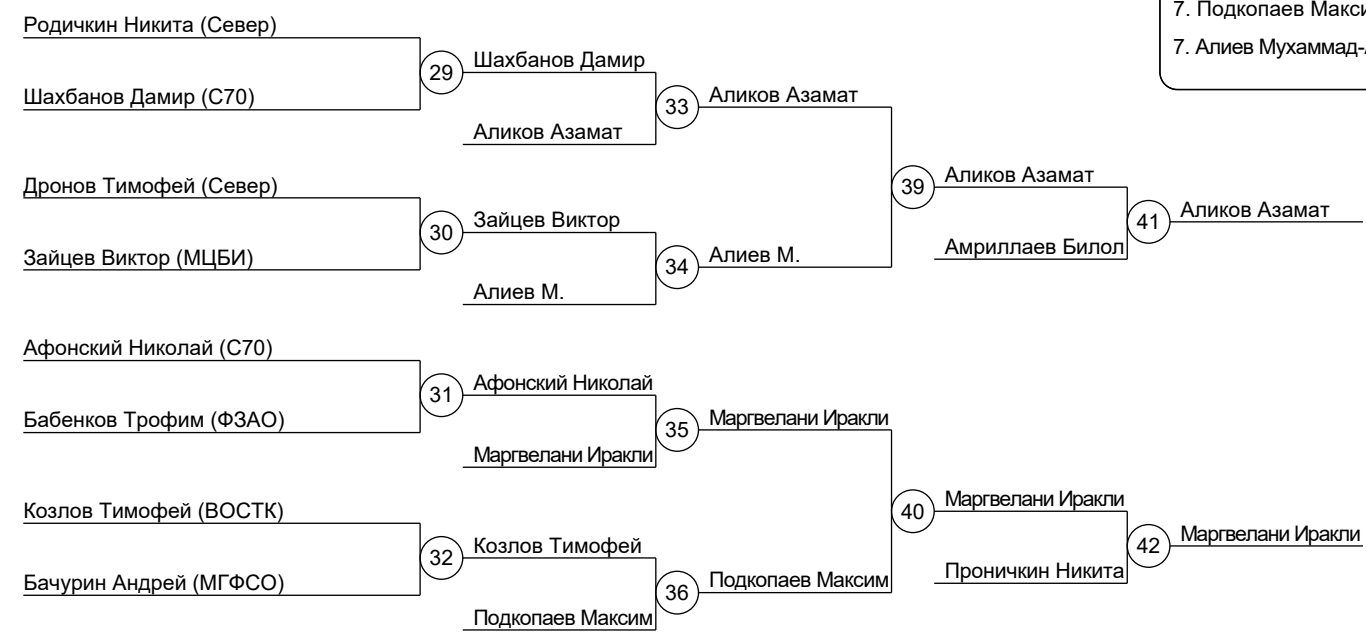 7. Подкопаев Макси
7. Алиев Мухаммад-
Родичкин Никита (Север)
29
Шахбанов Дамир
Шахбанов Дамир (С70)
33
Аликов Азамат
Аликов Азамат
Дронов Тимофей (Север)
39
Аликов Азамат
30
Зайцев Виктор
41
Аликов Азамат
Зайцев Виктор (МЦБИ)
34
Алиев М.
Амриллаев Билол
Алиев М.
Афонский Николай (С70)
31
Афонский Николай
Бабенков Трофим (ФЗАО)
35
Маргвелани Иракли
Маргвелани Иракли
Козлов Тимофей (ВОСТК)
40
Маргвелани Иракли
32
Козлов Тимофей
42
Маргвелани Иракли
Бачурин Андрей (МГФСО)
36
Подкопаев Максим
Проничкин Никита
Подкопаев Максим